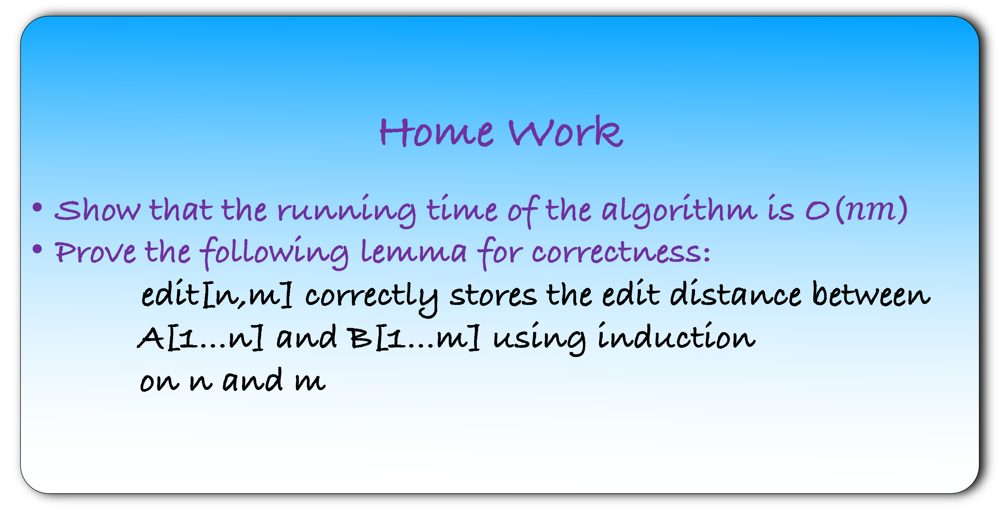 Home Work
• Show that the running time of the algorithm is O(nm)
• Prove the following lemma for correctness:
edit[n,m] correctly stores the edit distance between
A[1...n] and B[1...m] using induction
on n and m